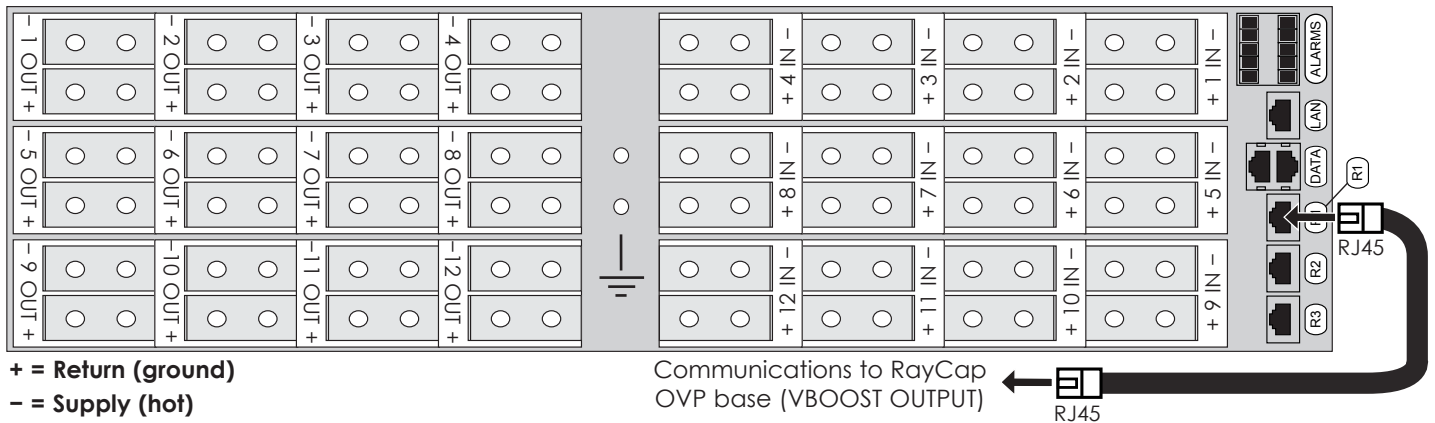 − 1 OUT +
− 2 OUT +
− 3 OUT +
− 4 OUT +
+ 4 IN −
+ 3 IN −
+ 2 IN −
+ 1 IN −
ALARMS
LAN
− 5 OUT +
− 6 OUT +
− 7 OUT +
− 8 OUT +
+ 8 IN −
+ 7 IN −
+ 6 IN −
+ 5 IN −
DATA
R1
RJ45
− 9 OUT +
−10 OUT +
−11 OUT +
−12 OUT +
+ 12 IN −
+ 11 IN −
+ 10 IN −
+ 9 IN −
R2
R3
+ = Return (ground)
− = Supply (hot)
Communications to RayCap
OVP base (VBOOST OUTPUT)
RJ45